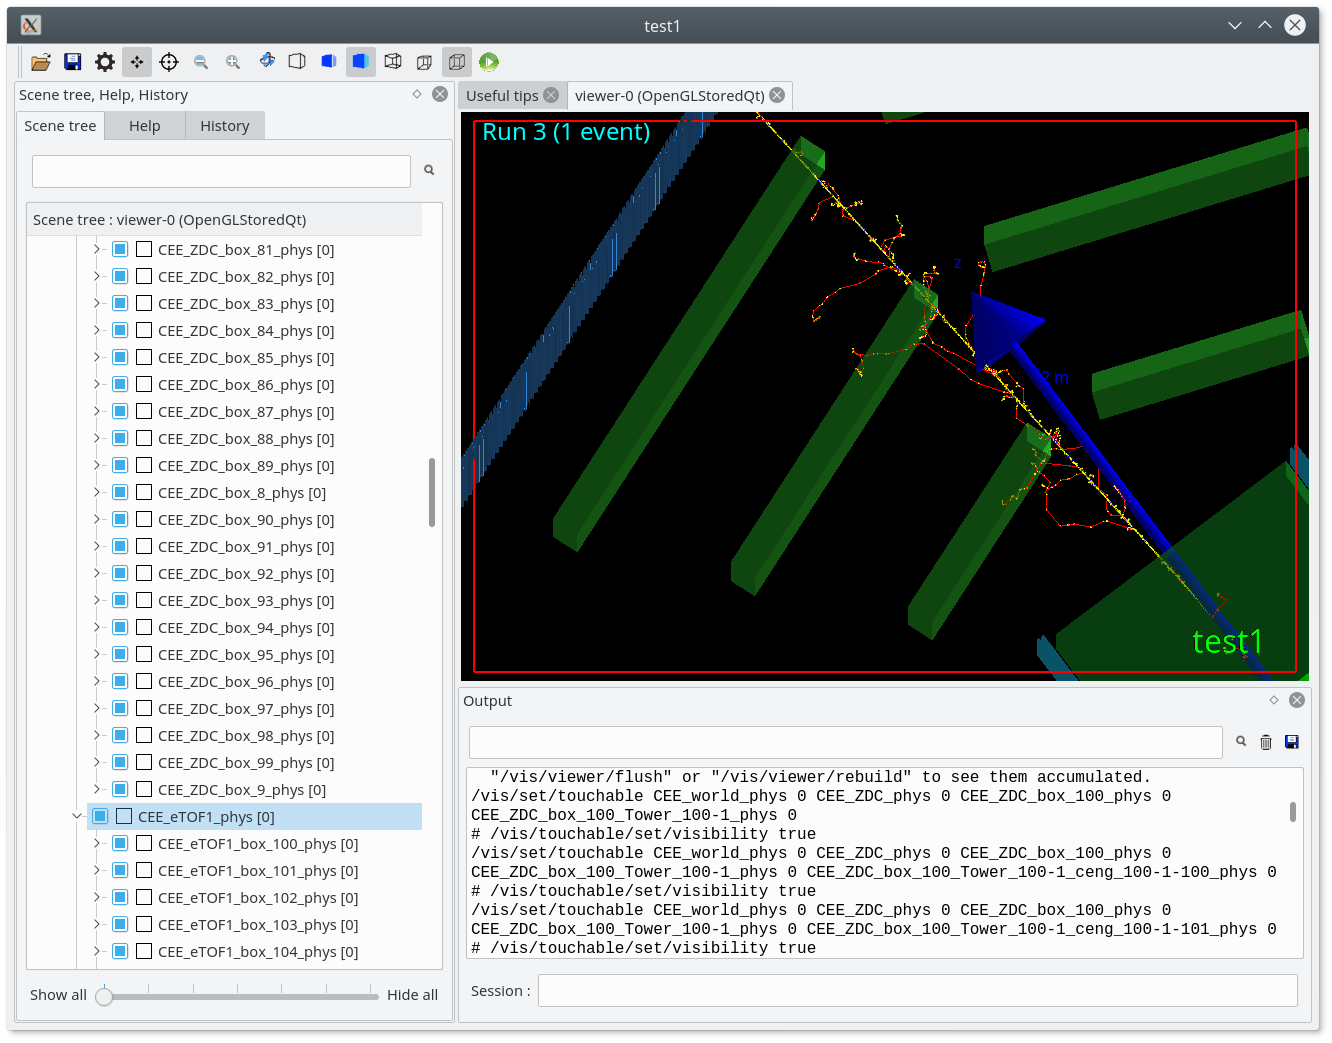 test1
Scene tree, Help, History
Scene tree
Help
History
Scene tree : viewer-0 (OpenGLStoredQt)
CEE_ZDC_box_81_phys [0]
CEE_ZDC_box_82_phys [0]
CEE_ZDC_box_83_phys [0]
CEE_ZDC_box_84_phys [0]
CEE_ZDC_box_85_phys [0]
CEE_ZDC_box_86_phys [0]
CEE_ZDC_box_87_phys [0]
CEE_ZDC_box_88_phys [0]
CEE_ZDC_box_89_phys [0]
CEE_ZDC_box_8_phys [0]
CEE_ZDC_box_90_phys [0]
CEE_ZDC_box_91_phys [0]
CEE_ZDC_box_92_phys [0]
CEE_ZDC_box_93_phys [0]
CEE_ZDC_box_94_phys [0]
CEE_ZDC_box_95_phys [0]
CEE_ZDC_box_96_phys [0]
CEE_ZDC_box_97_phys [0]
CEE_ZDC_box_98_phys [0]
CEE_ZDC_box_99_phys [0]
CEE_ZDC_box_9_phys [0]
CEE_eTOF1_phys [0]
CEE_eTOF1_box_100_phys [0]
CEE_eTOF1_box_101_phys [0]
CEE_eTOF1_box_102_phys [0]
CEE_eTOF1_box_103_phys [0]
CEE_eTOF1_box_104_phys [0]
Show all
Hide all
Useful tips
viewer-0 (OpenGLStoredQt)
Run 3 (1 event)
z
2 m
test1
Output
"/vis/viewer/flush" or "/vis/viewer/rebuild" to see them accumulated.
/vis/set/touchable CEE_world_phys 0 CEE_ZDC_phys 0 CEE_ZDC_box_100_phys 0
CEE_ZDC_box_100_Tower_100-1_phys 0
# /vis/touchable/set/visibility true
/vis/set/touchable CEE_world_phys 0 CEE_ZDC_phys 0 CEE_ZDC_box_100_phys 0
CEE_ZDC_box_100_Tower_100-1_phys 0 CEE_ZDC_box_100_Tower_100-1_ceng_100-1-100_phys 0
# /vis/touchable/set/visibility true
/vis/set/touchable CEE_world_phys 0 CEE_ZDC_phys 0 CEE_ZDC_box_100_phys 0
CEE_ZDC_box_100_Tower_100-1_phys 0 CEE_ZDC_box_100_Tower_100-1_ceng_100-1-101_phys 0
# /vis/touchable/set/visibility true
Session :